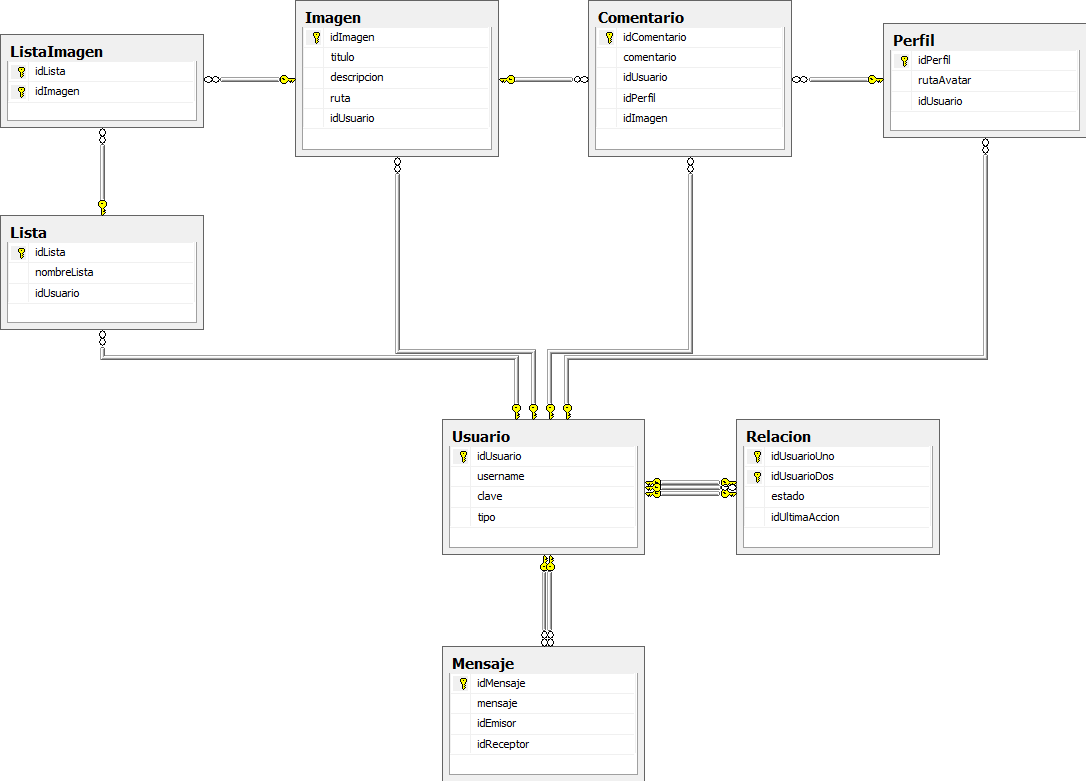 ListaImagen
idLista
idImagen
Imagen
idImagen
titulo
descripcion
ruta
idUsuario
Comentario
idComentario
comentario
idUsuario
idPerfil
idImagen
Perfil
idPerfil
rutaAvatar
idUsuario
Lista
idLista
nombreLista
idUsuario
Usuario
idUsuario
username
clave
tipo
Relacion
idUsuarioUno
idUsuarioDos
estado
idUltimaAccion
Mensaje
idMensaje
mensaje
idEmisor
idReceptor